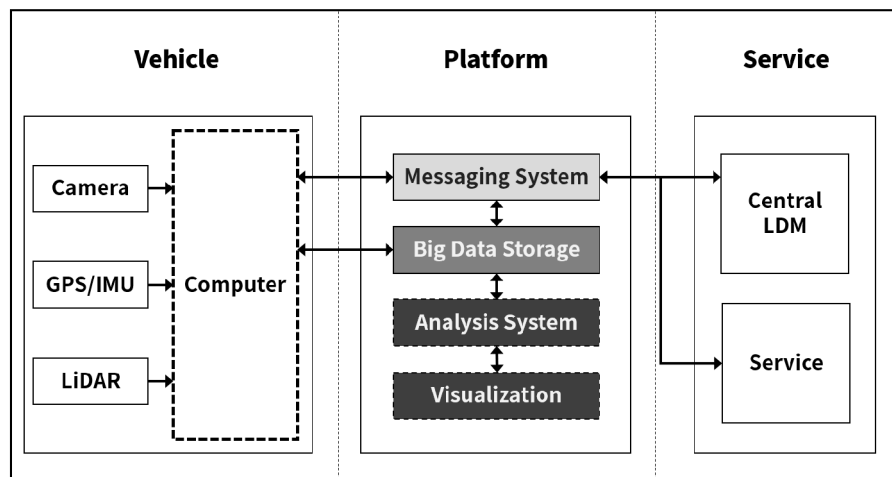 Vehicle
Platform
Service
Camera
GPS/IMU
LiDAR
Computer
Messaging System
Big Data Storage
Analysis System
Visualization
Central
LDM
Service